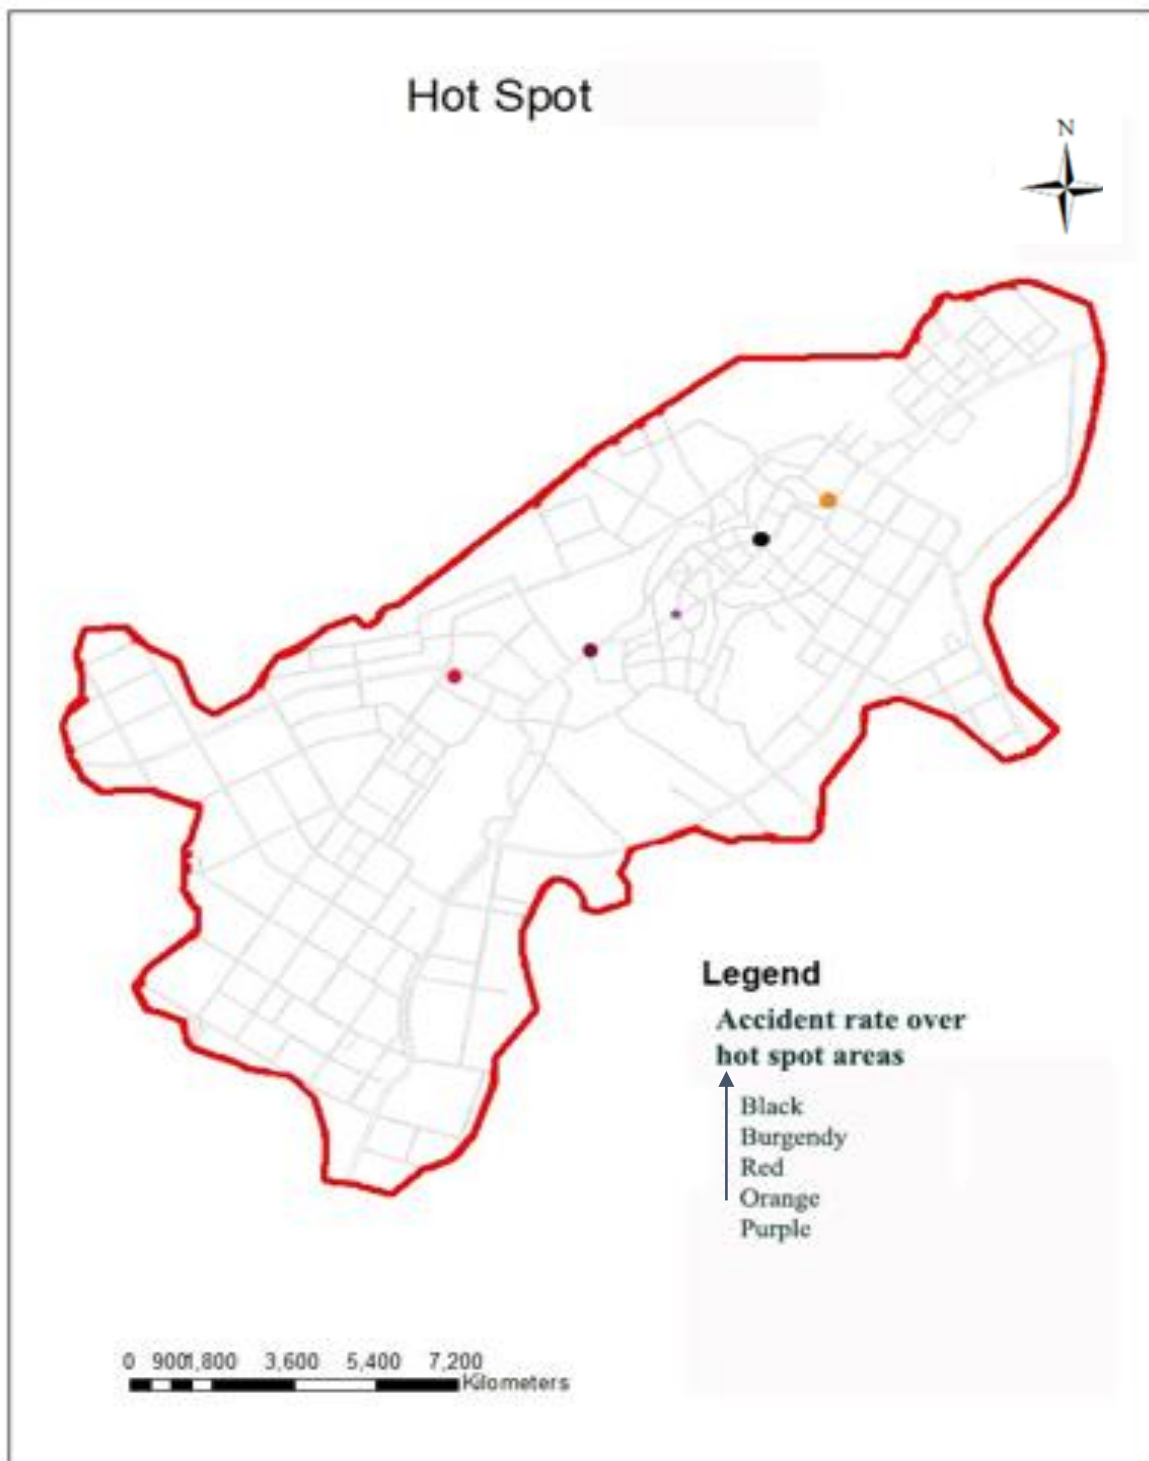 Hot Spot
N
Legend
Accident rate over
hot spot areas
Black
Burgendy
Red
Orange
Purple
0 9001,800 3,600 5,400 7,200
Kilometers